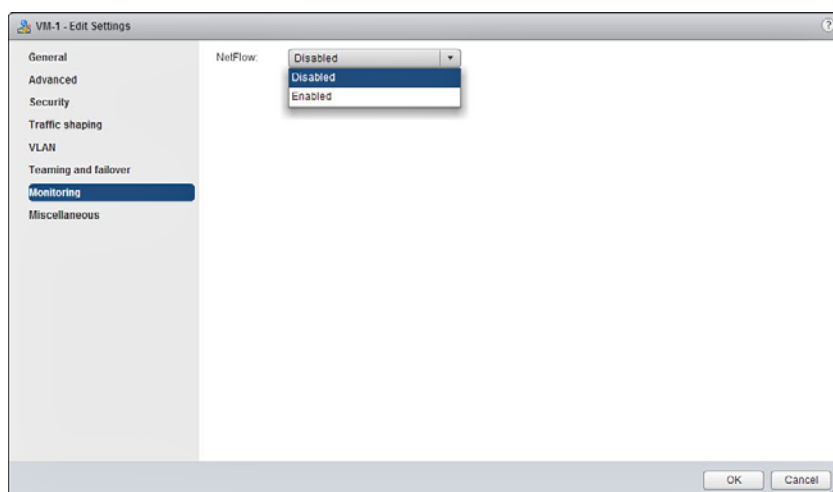 VM-1 - Edit Settings
?
General
Advanced
Security
Traffic shaping
VLAN
Teaming and failover
Monitoring
Miscellaneous
NetFlow:
Disabled
Disabled
Enabled
OK
Cancel